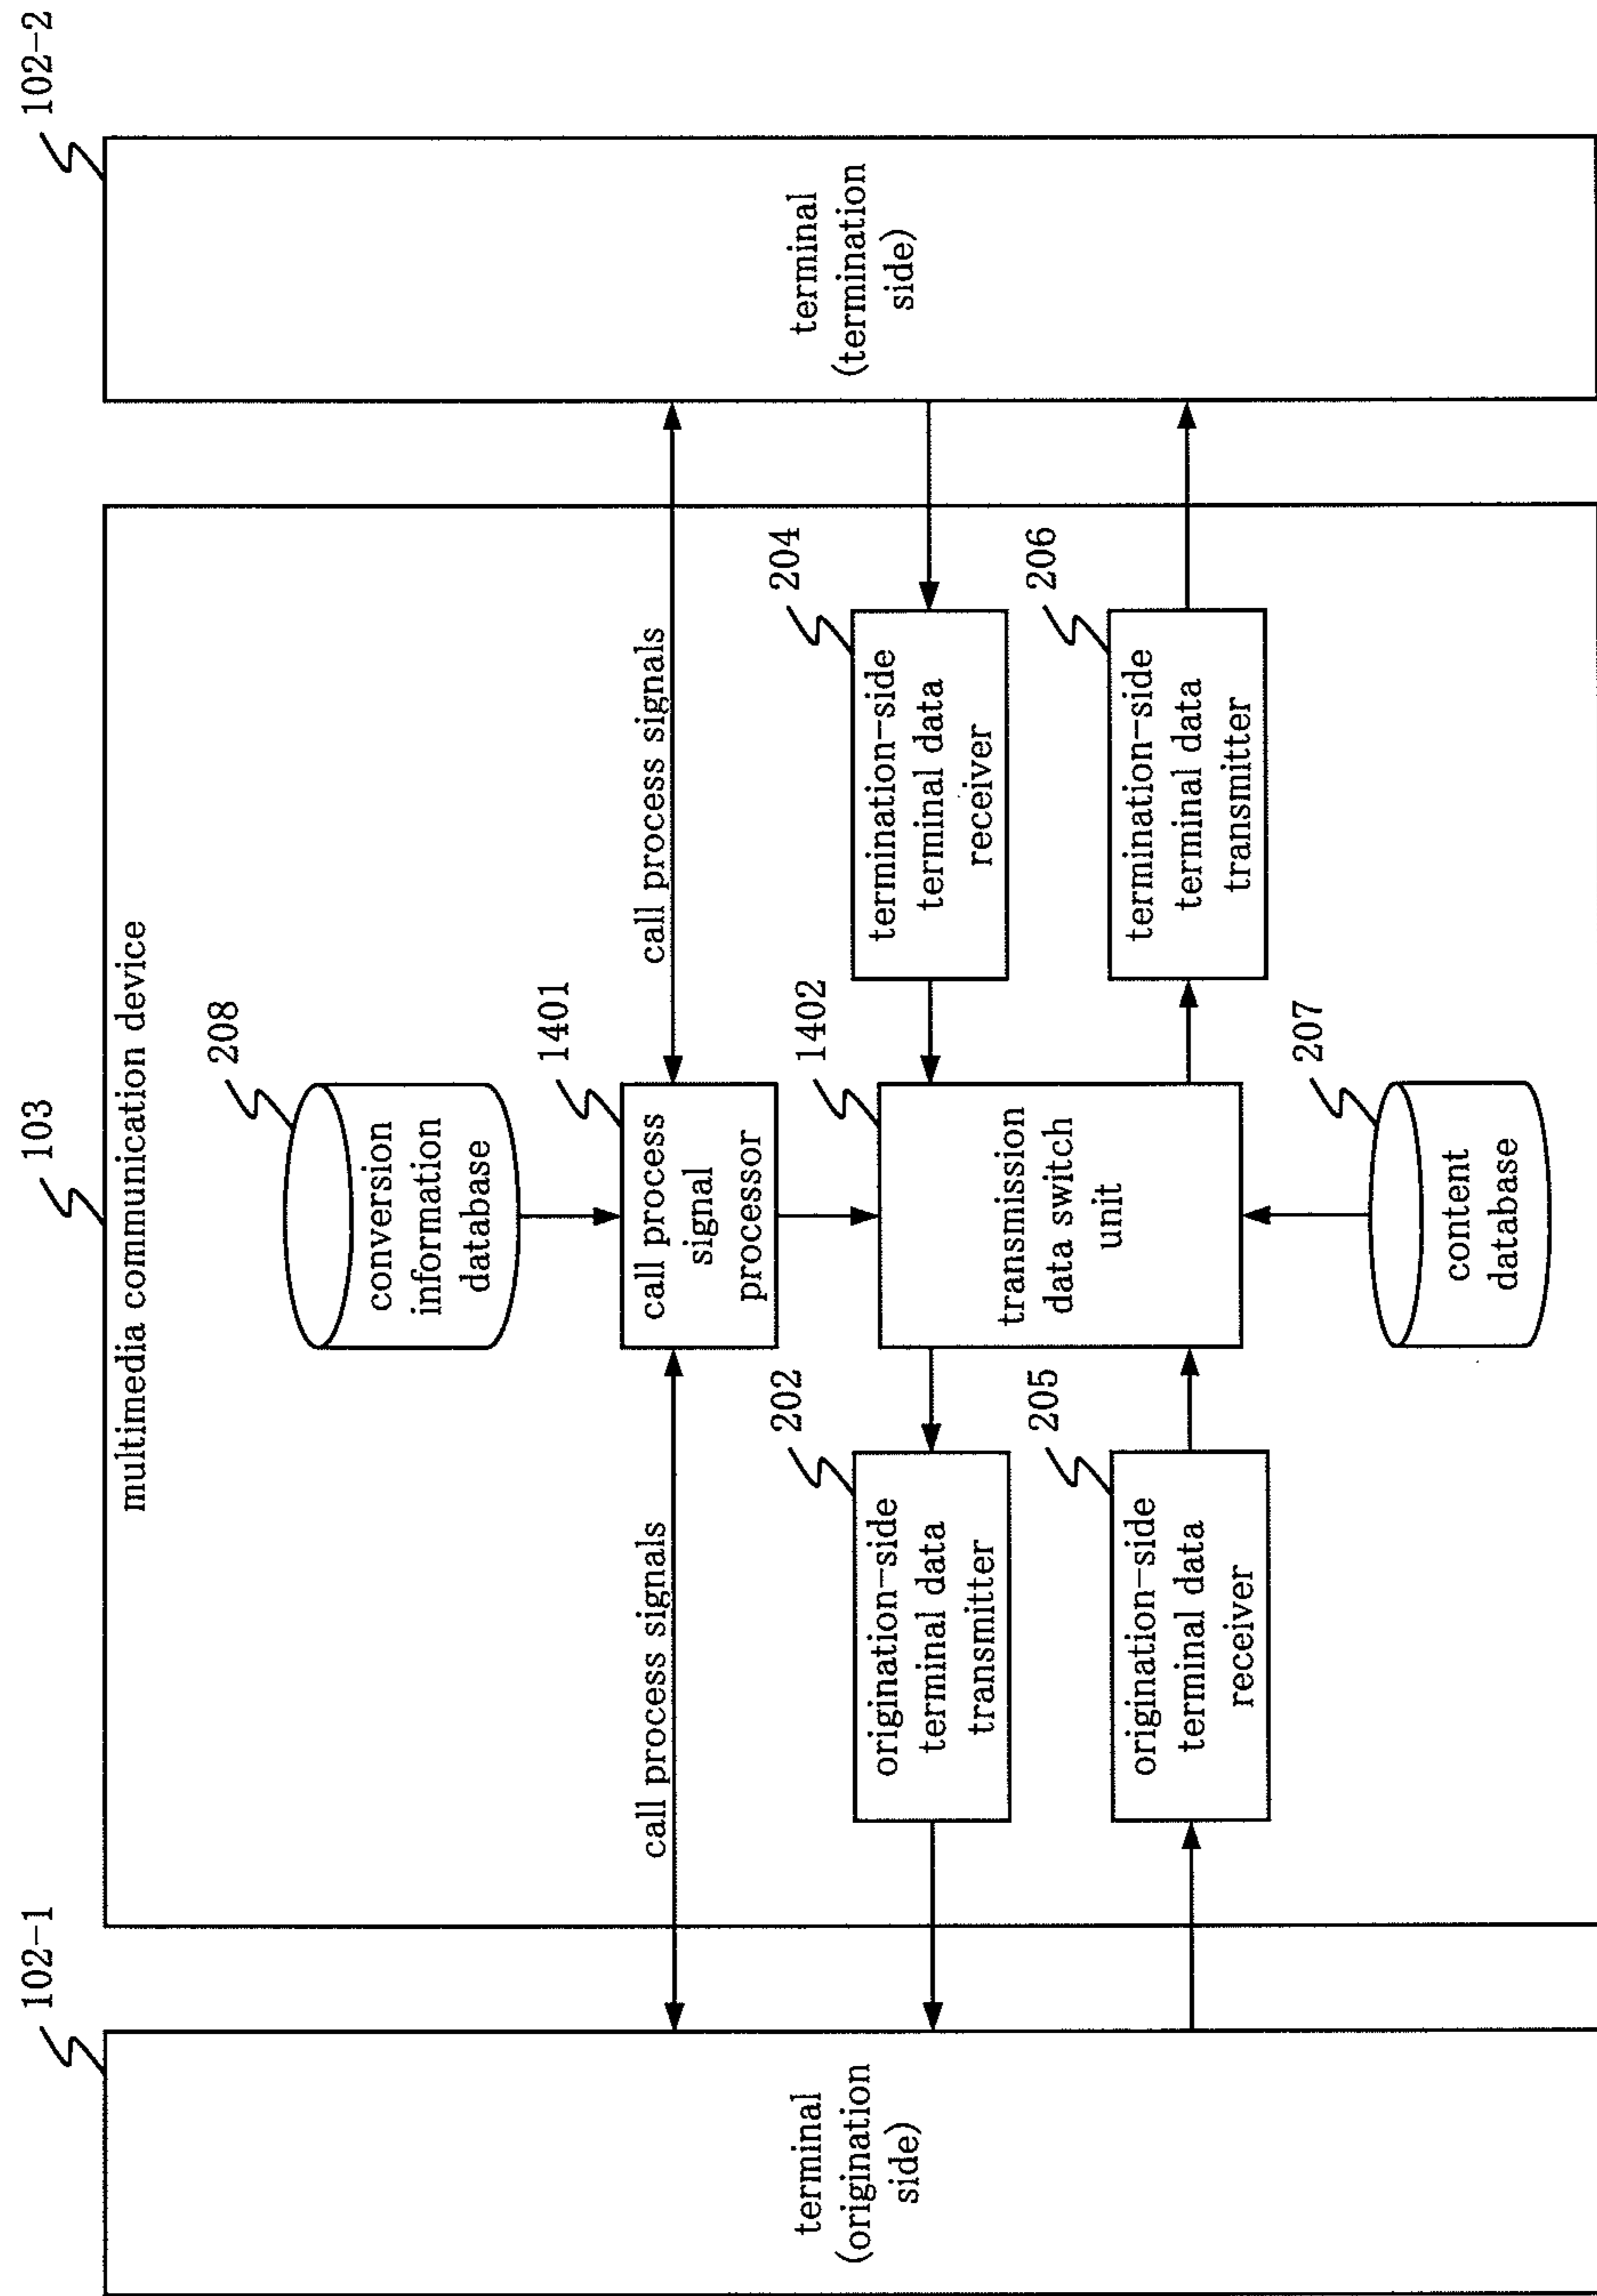 102-1
103
102-2
multimedia communication device
208
conversion
information
database
1401
call process signals
call process
signal
processor
call process signals
terminal
(origination
side)
202
origination-side
terminal data
transmitter
1402
transmission
data switch
unit
204
termination-side
terminal data
receiver
terminal
(termination
side)
205
origination-side
terminal data
receiver
206
termination-side
terminal data
transmitter
207
content
database